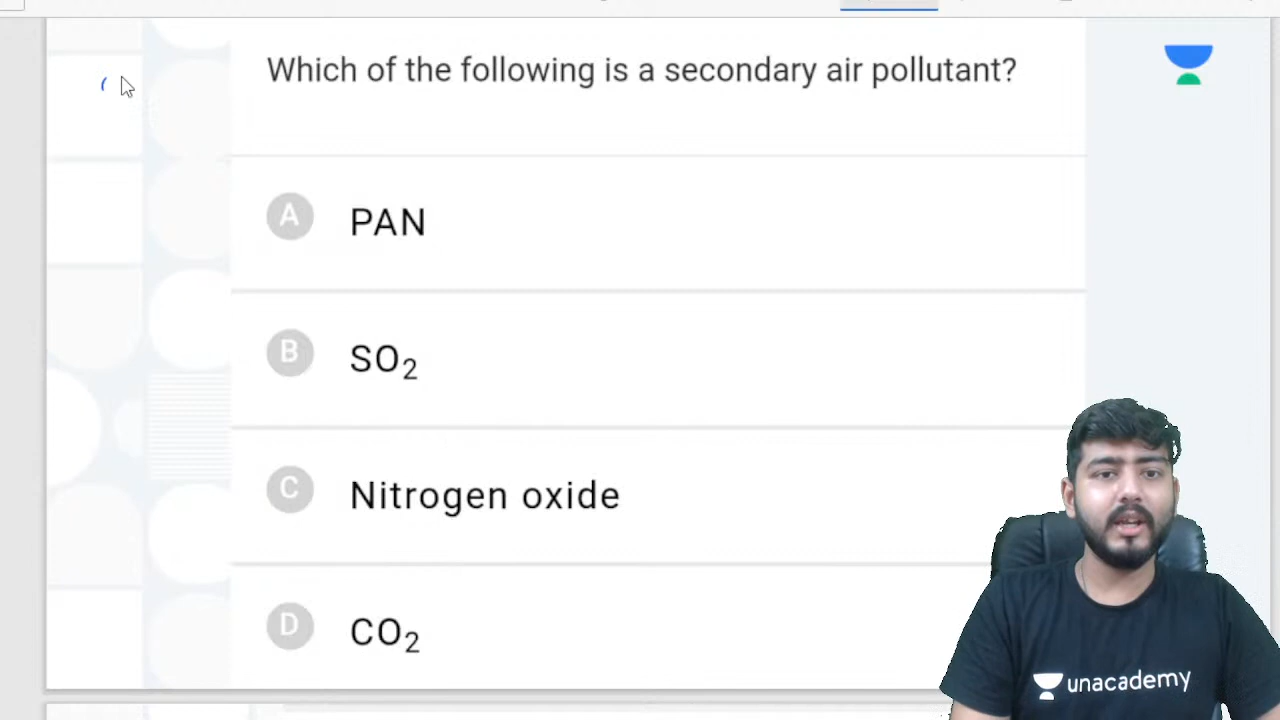 Which of the following is a secondary air pollutant?
A PAN
B SO₂
C Nitrogen oxide
D CO₂
unacademy